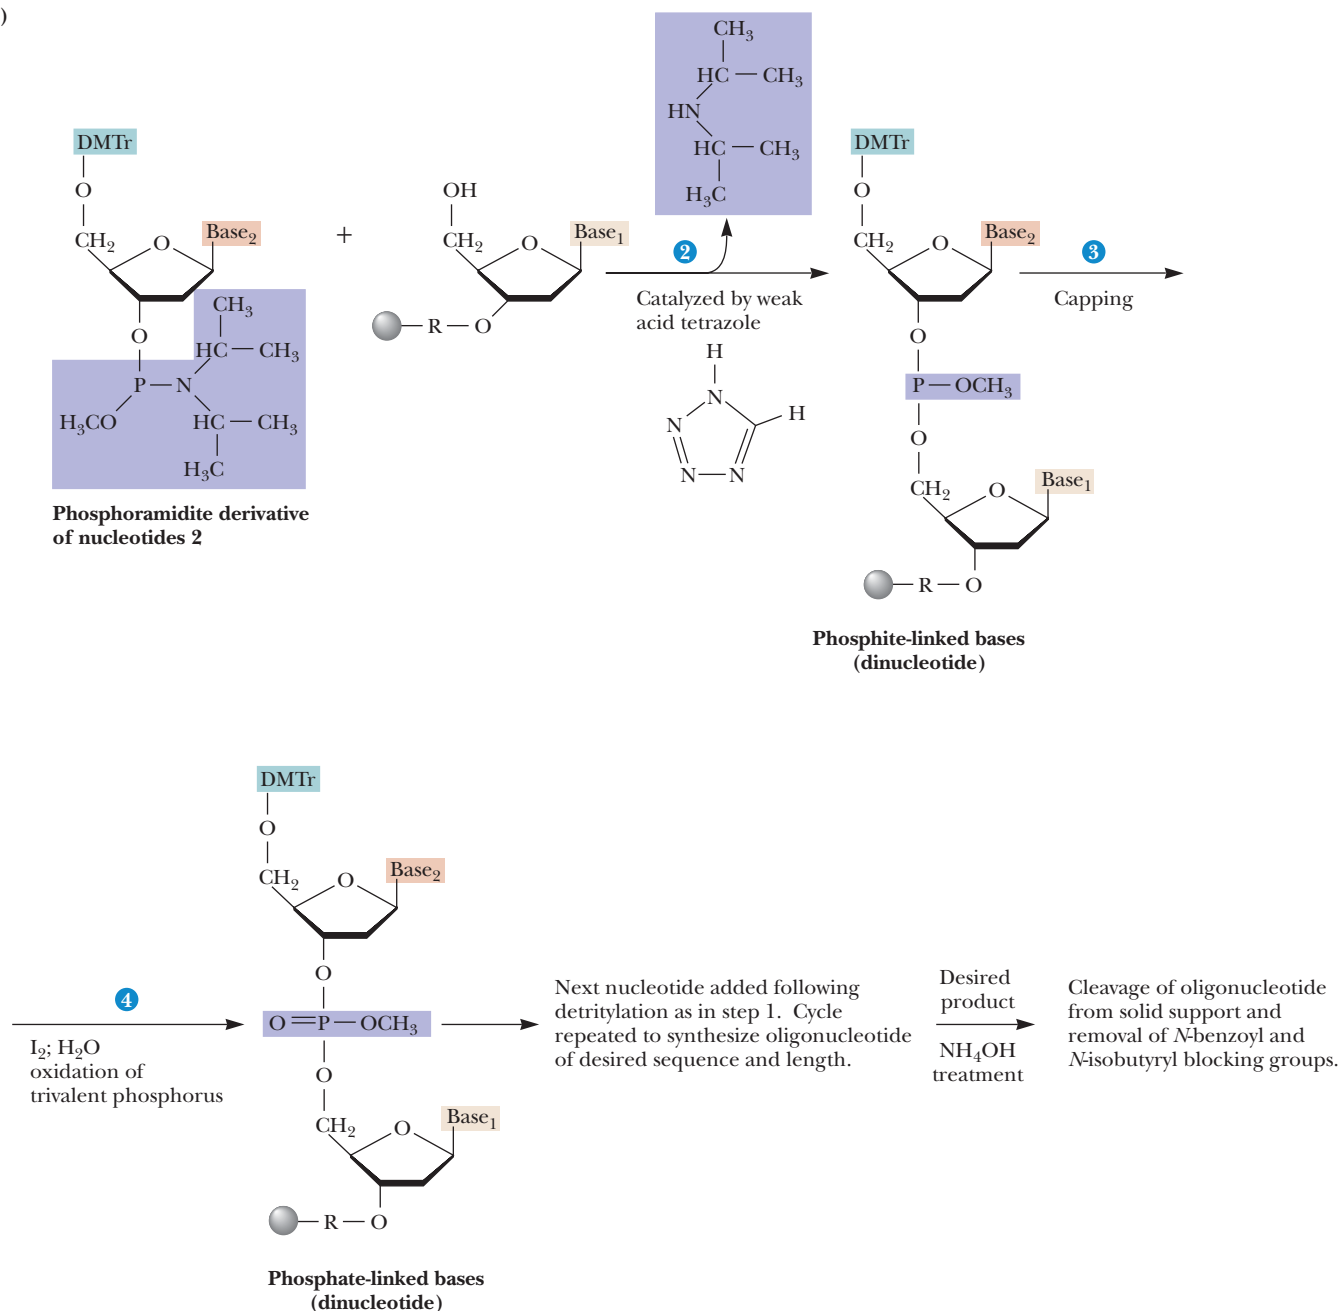 )
CH3
HC — CH3
HN
HC — CH3
H3C
DMTr
O
CH2
O
Base2
+
OH
CH2
O
Base1
R
O
2
Catalyzed by weak
acid tetrazole
H
N
N
H
N
N
DMTr
O
CH2
O
Base2
3
Capping
O
CH3
HC — CH3
P — N
H3CO
HC — CH3
H3C
O
P — OCH3
O
CH2
O
Base1
R
O
Phosphoramidite derivative
of nucleotides 2
Phosphite-linked bases
(dinucleotide)
DMTr
O
CH2
O
Base2
4
I2; H2O
oxidation of
trivalent phosphorus
O
O=P—OCH3
O
CH2
O
Base1
R
O
Next nucleotide added following
detritylation as in step 1. Cycle
repeated to synthesize oligonucleotide
of desired sequence and length.
Desired
product
NH4OH
treatment
Cleavage of oligonucleotide
from solid support and
removal of N-benzoyl and
N-isobutyryl blocking groups.
Phosphate-linked bases
(dinucleotide)